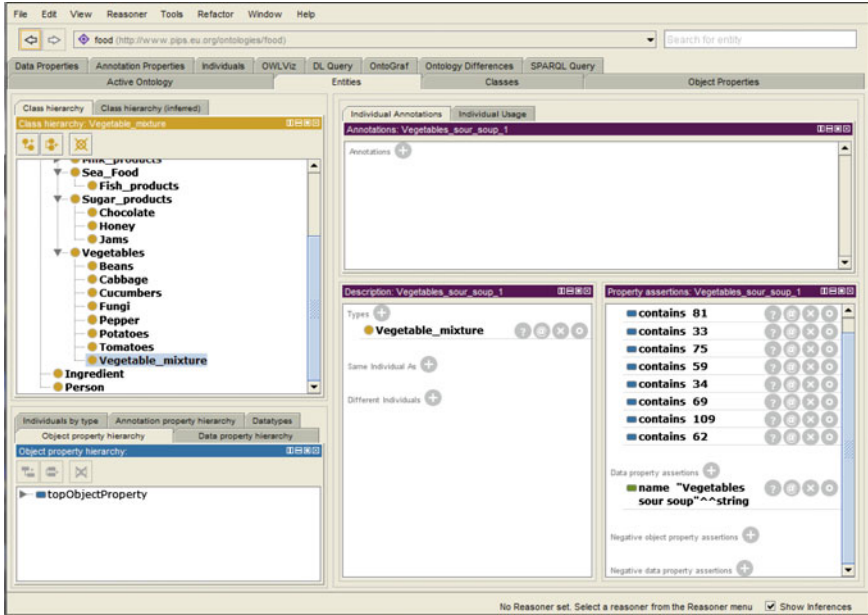 File Edit View Reasoner Tools Refactor Window Help
food (http://www.pips.eu.org/ontologies/food)
Search for entity
Data Properties Annotation Properties Individuals OWLViz DL Query OntoGraf Ontology Differences SPARQL Query
Active Ontology Entities Classes Object Properties
Class hierarchy Class hierarchy (inferred)
Class hierarchy: Vegetable_mixture
Milk_products
Sea_Food
Fish_products
Sugar_products
Chocolate
Honey
Jams
Vegetables
Beans
Cabbage
Cucumbers
Fungi
Pepper
Potatoes
Tomatoes
Vegetable_mixture
Ingredient
Person
Individuals by type Annotation property hierarchy Datatypes
Object property hierarchy Data property hierarchy
Object property hierarchy:
topObjectProperty
Individual Annotations Individual Usage
Annotations: Vegetables_sour_soup_1
Annotations
Description: Vegetables_sour_soup_1
Types
Vegetable_mixture
Same Individual As
Different Individuals
Property assertions: Vegetables_sour_soup_1
contains 81
contains 33
contains 75
contains 59
contains 34
contains 69
contains 109
contains 62
Data property assertions
name "Vegetables
sour soup"^^string
Negative object property assertions
Negative data property assertions
No Reasoner set. Select a reasoner from the Reasoner menu Show Inferences